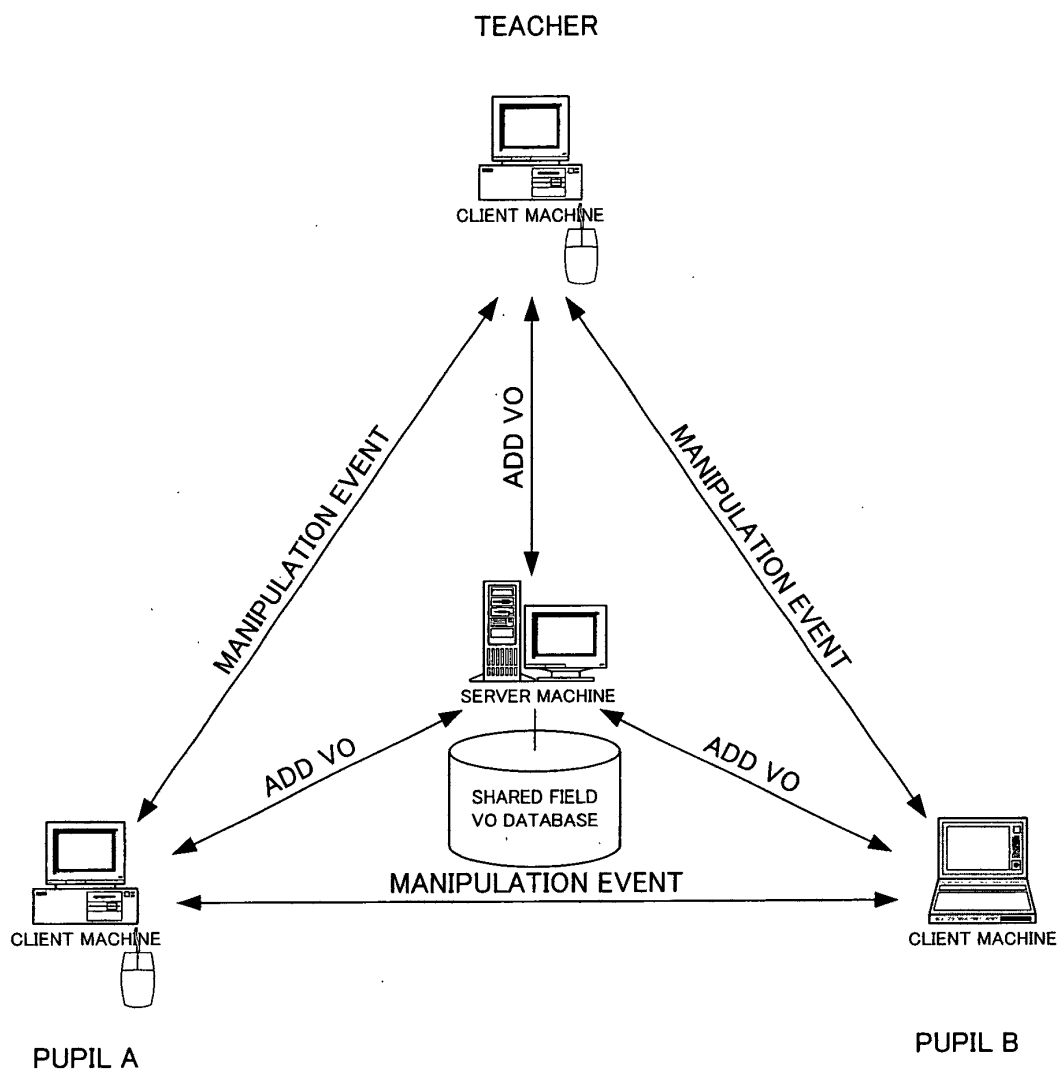 TEACHER
CLIENT MACHINE
ADD VO
MANIPULATION EVENT
MANIPULATION EVENT
SERVER MACHINE
ADD VO
ADD VO
SHARED FIELD
VO DATABASE
MANIPULATION EVENT
CLIENT MACHINE
CLIENT MACHINE
PUPIL A
PUPIL B